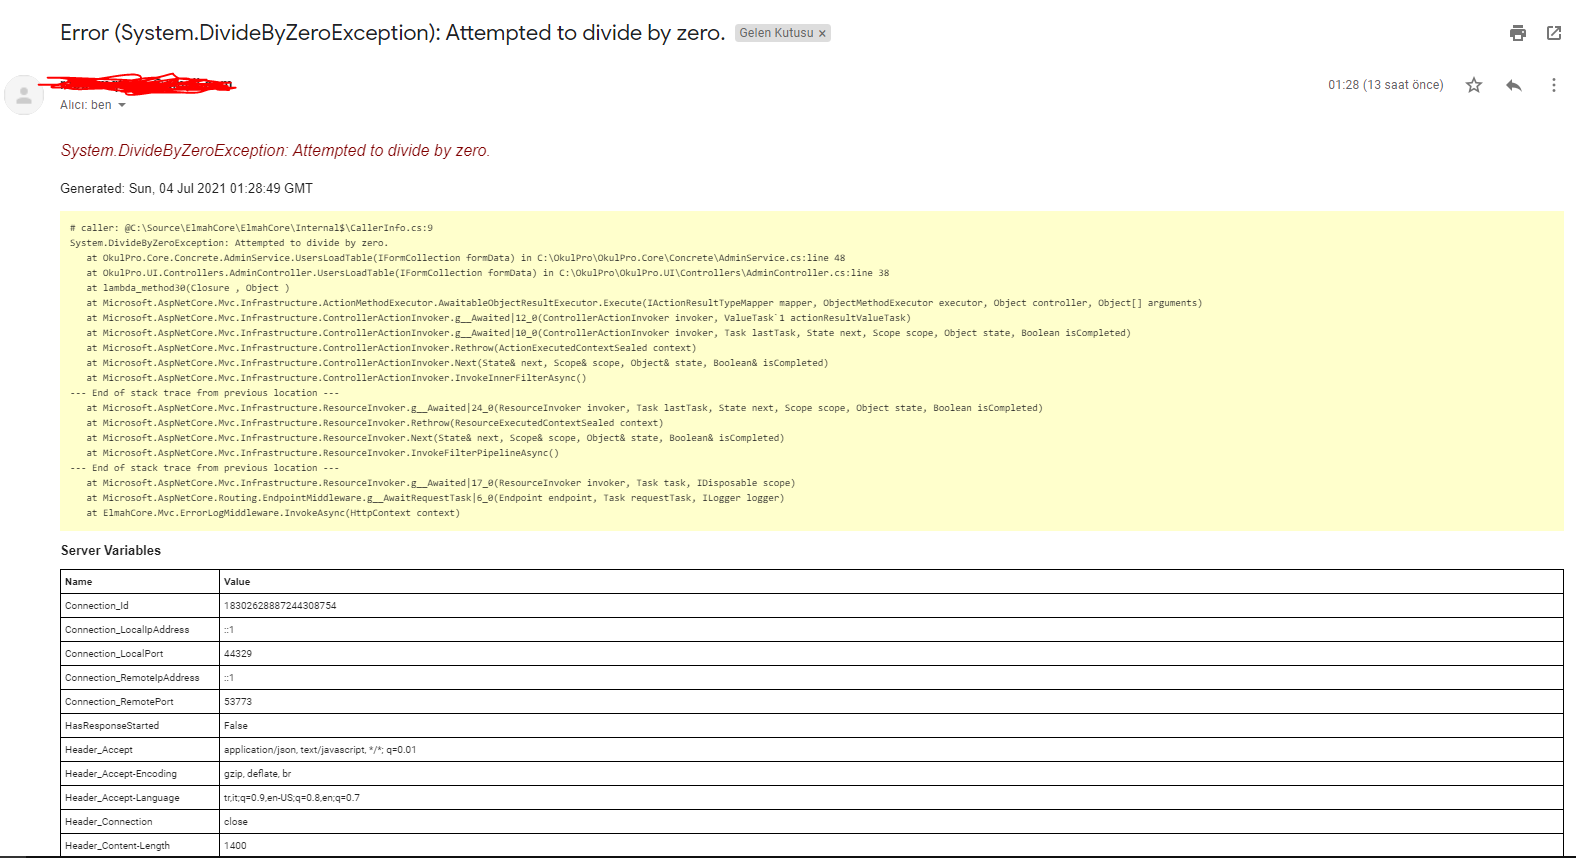 Error (System.DivideByZeroException): Attempted to divide by zero. Gelen Kutusu ×
01:28 (13 saat önce)
Alıcı: ben
System.DivideByZeroException: Attempted to divide by zero.
Generated: Sun, 04 Jul 2021 01:28:49 GMT
# caller: @C:\Source\ElmahCore\ElmahCore\Internal$\CallerInfo.cs:9
System.DivideByZeroException: Attempted to divide by zero.
at OkulPro.Core.Concrete.AdminService.UsersLoadTable(IFormCollection formData) in C:\OkulPro\OkulPro.Core\Concrete\AdminService.cs:line 48
at OkulPro.UI.Controllers.AdminController.UsersLoadTable(IFormCollection formData) in C:\OkulPro\OkulPro.UI\Controllers\AdminController.cs:line 38
at lambda_method30(Closure , Object )
at Microsoft.AspNetCore.Mvc.Infrastructure.ActionMethodExecutor.AwaitableObjectResultExecutor.Execute(IActionResultTypeMapper mapper, ObjectMethodExecutor executor, Object controller, Object[] arguments)
at Microsoft.AspNetCore.Mvc.Infrastructure.ControllerActionInvoker.g__Awaited|12_0(ControllerActionInvoker invoker, ValueTask`1 actionResultValueTask)
at Microsoft.AspNetCore.Mvc.Infrastructure.ControllerActionInvoker.g__Awaited|10_0(ControllerActionInvoker invoker, Task lastTask, State next, Scope scope, Object state, Boolean isCompleted)
at Microsoft.AspNetCore.Mvc.Infrastructure.ControllerActionInvoker.Rethrow(ActionExecutedContextSealed context)
at Microsoft.AspNetCore.Mvc.Infrastructure.ControllerActionInvoker.Next(State& next, Scope& scope, Object& state, Boolean& isCompleted)
at Microsoft.AspNetCore.Mvc.Infrastructure.ControllerActionInvoker.InvokeInnerFilterAsync()
--- End of stack trace from previous location ---
at Microsoft.AspNetCore.Mvc.Infrastructure.ResourceInvoker.g__Awaited|24_0(ResourceInvoker invoker, Task lastTask, State next, Scope scope, Object state, Boolean isCompleted)
at Microsoft.AspNetCore.Mvc.Infrastructure.ResourceInvoker.Rethrow(ResourceExecutedContextSealed context)
at Microsoft.AspNetCore.Mvc.Infrastructure.ResourceInvoker.Next(State& next, Scope& scope, Object& state, Boolean& isCompleted)
at Microsoft.AspNetCore.Mvc.Infrastructure.ResourceInvoker.InvokeFilterPipelineAsync()
--- End of stack trace from previous location ---
at Microsoft.AspNetCore.Mvc.Infrastructure.ResourceInvoker.g__Awaited|17_0(ResourceInvoker invoker, Task task, IDisposable scope)
at Microsoft.AspNetCore.Routing.EndpointMiddleware.g__AwaitRequestTask|6_0(Endpoint endpoint, Task requestTask, ILogger logger)
at ElmahCore.Mvc.ErrorLogMiddleware.InvokeAsync(HttpContext context)
Server Variables
Name Value
Connection_Id 18302628887244308754
Connection_LocalIpAddress ::1
Connection_LocalPort 44329
Connection_RemoteIpAddress ::1
Connection_RemotePort 53773
HasResponseStarted False
Header_Accept application/json, text/javascript, */*; q=0.01
Header_Accept-Encoding gzip, deflate, br
Header_Accept-Language tr,it;q=0.9,en-US;q=0.8,en;q=0.7
Header_Connection close
Header_Content-Length 1400